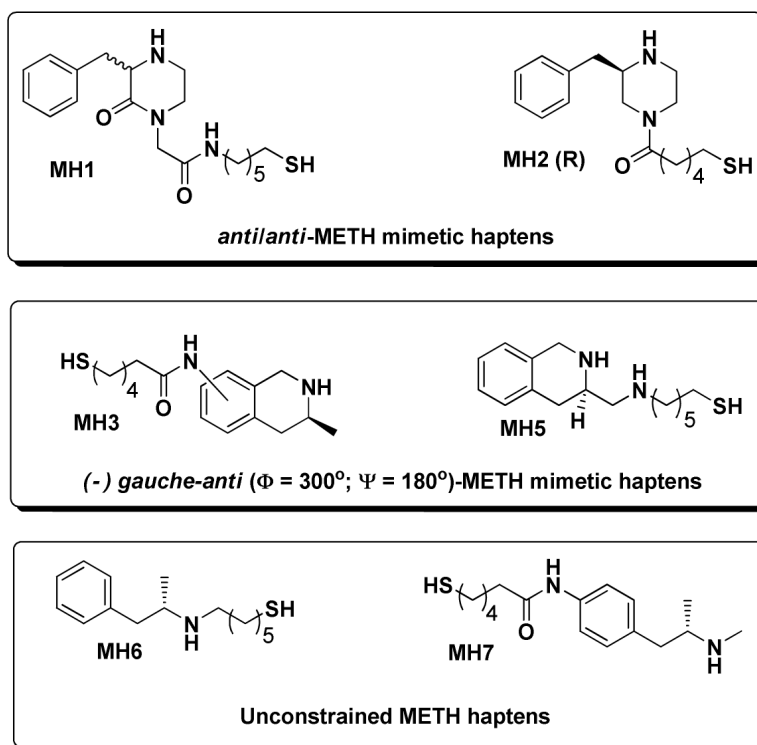 H
N
N
O
N
H
O
5
SH
MH1
H
N
N
O
4
SH
MH2 (R)
anti/anti-METH mimetic haptens
HS
4
H
N
O
NH
MH3
NH
N
H
H
5
SH
MH5
(-) gauche-anti (Φ = 300°; Ψ = 180°)-METH mimetic haptens
N
H
5
SH
MH6
HS
4
H
N
O
N
H
MH7
Unconstrained METH haptens